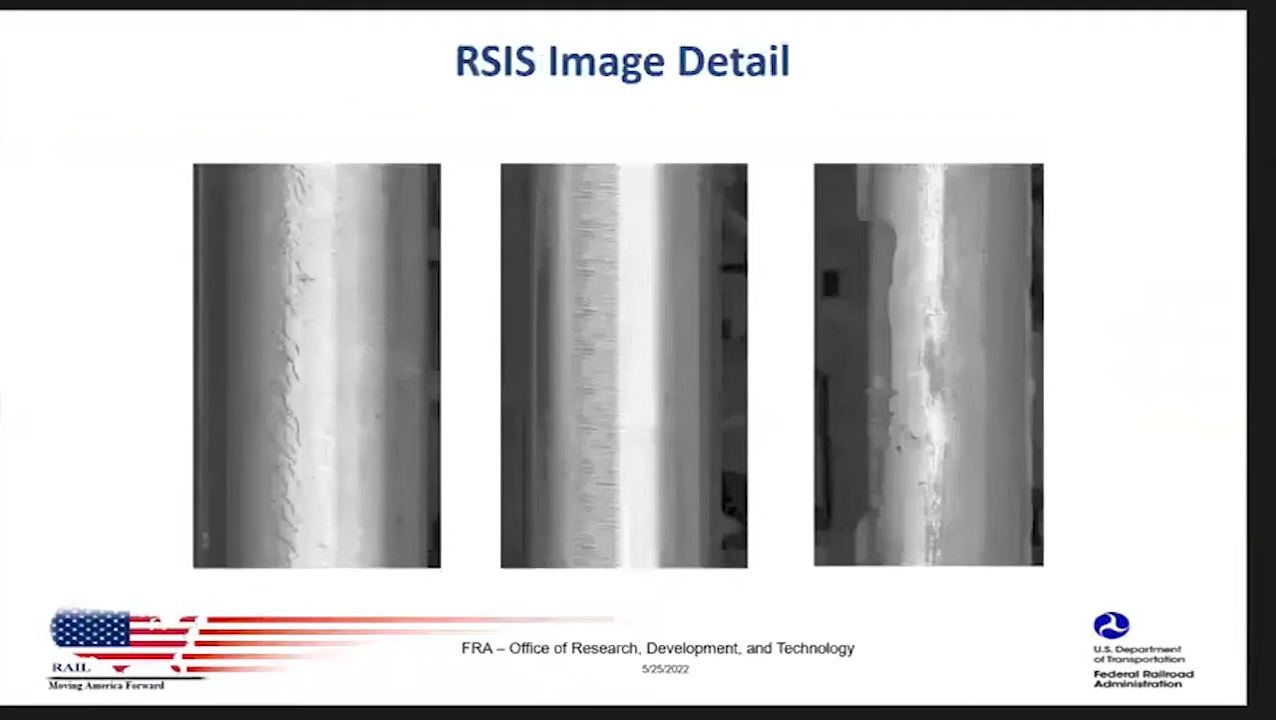 RSIS Image Detail
RAIL
Moving America Forward
FRA – Office of Research, Development, and Technology
5/25/2022
U.S. Department
of Transportation
Federal Railroad
Administration